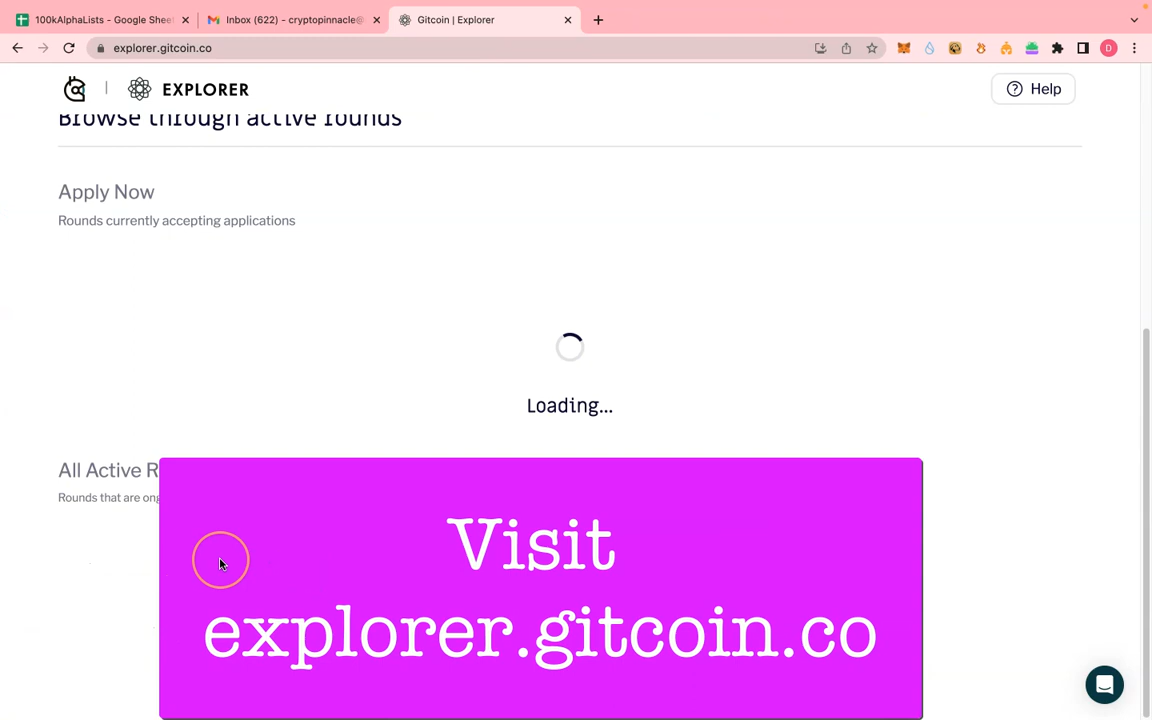 100kAlphaLists - Google Shee
Inbox (622) - cryptopinnacle@
Gitcoin | Explorer
explorer.gitcoin.co
D
EXPLORER
Help
Browse through active rounds
Apply Now
Rounds currently accepting applications
Loading...
All Active R
Rounds that are ong
Visit
explorer.gitcoin.co